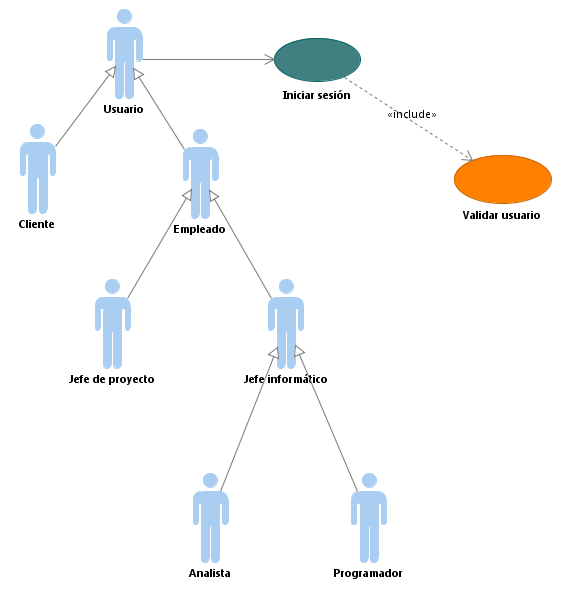 Usuario
Iniciar sesión
«include»
Validar usuario
Cliente
Empleado
Jefe de proyecto
Jefe informático
Analista
Programador